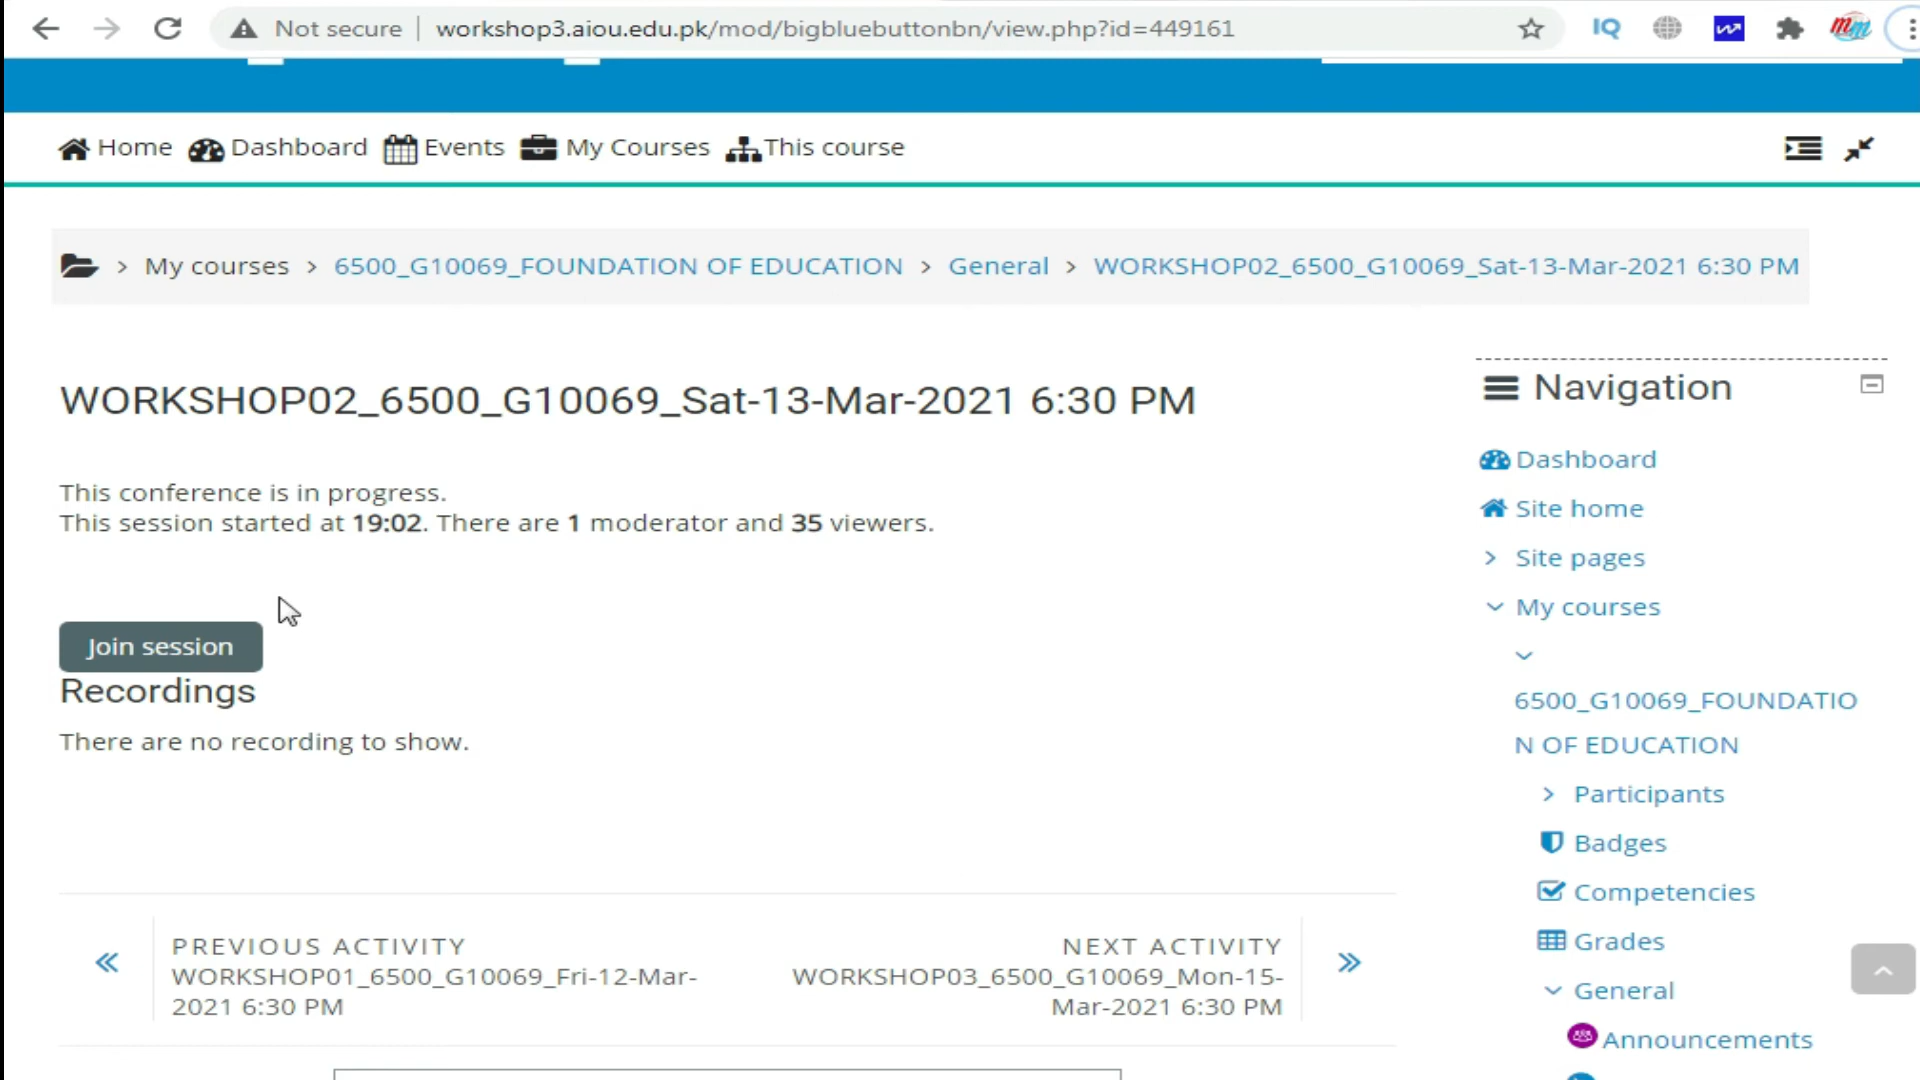 Not secure workshop3.aiou.edu.pk/mod/bigbluebuttonbn/view.php?id=449161
IQ
Home Dashboard Events My Courses This course
My courses > 6500_G10069_FOUNDATION OF EDUCATION > General > WORKSHOP02_6500_G10069_Sat-13-Mar-2021 6:30 PM
WORKSHOP02_6500_G10069_Sat-13-Mar-2021 6:30 PM
This conference is in progress.
This session started at 19:02. There are 1 moderator and 35 viewers.
Join session
Recordings
There are no recording to show.
PREVIOUS ACTIVITY
WORKSHOP01_6500_G10069_Fri-12-Mar-
2021 6:30 PM
NEXT ACTIVITY
WORKSHOP03_6500_G10069_Mon-15-
Mar-2021 6:30 PM
Navigation
Dashboard
Site home
Site pages
My courses
6500_G10069_FOUNDATIO
N OF EDUCATION
Participants
Badges
Competencies
Grades
General
Announcements